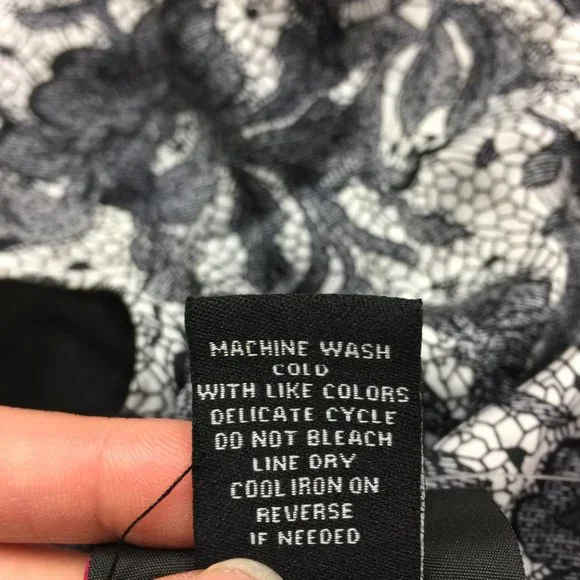 MACHINE WASH
COLD
WITH LIKE COLORS
DELICATE CYCLE
DO NOT BLEACH
LINE DRY
COOL IRON ON
REVERSE
IF NEEDED